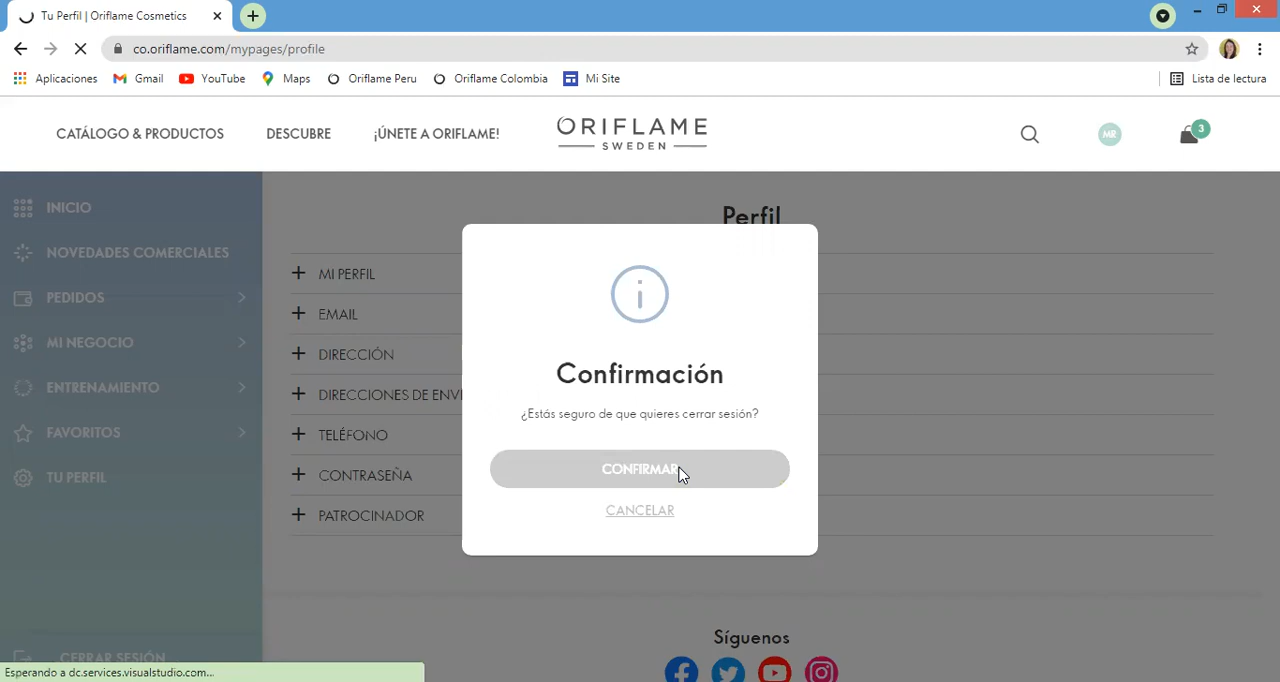 Tu Perfil | Oriflame Cosmetics
co.oriflame.com/mypages/profile
Aplicaciones Gmail YouTube Maps Oriflame Peru Oriflame Colombia Mi Site Lista de lectura
CATÁLOGO & PRODUCTOS DESCUBRE ¡ÚNETE A ORIFLAME! ORIFLAME MR 3
SWEDEN
INICIO
NOVEDADES COMERCIALES
PEDIDOS
MI NEGOCIO
ENTRENAMIENTO
FAVORITOS
TU PERFIL
CERRAR SESIÓN
Perfil
MI PERFIL
EMAIL
DIRECCIÓN
DIRECCIONES DE ENVI
TELÉFONO
CONTRASEÑA
PATROCINADOR
Confirmación
¿Estás seguro de que quieres cerrar sesión?
CONFIRMAR
CANCELAR
Síguenos
Esperando a dc.services.visualstudio.com...